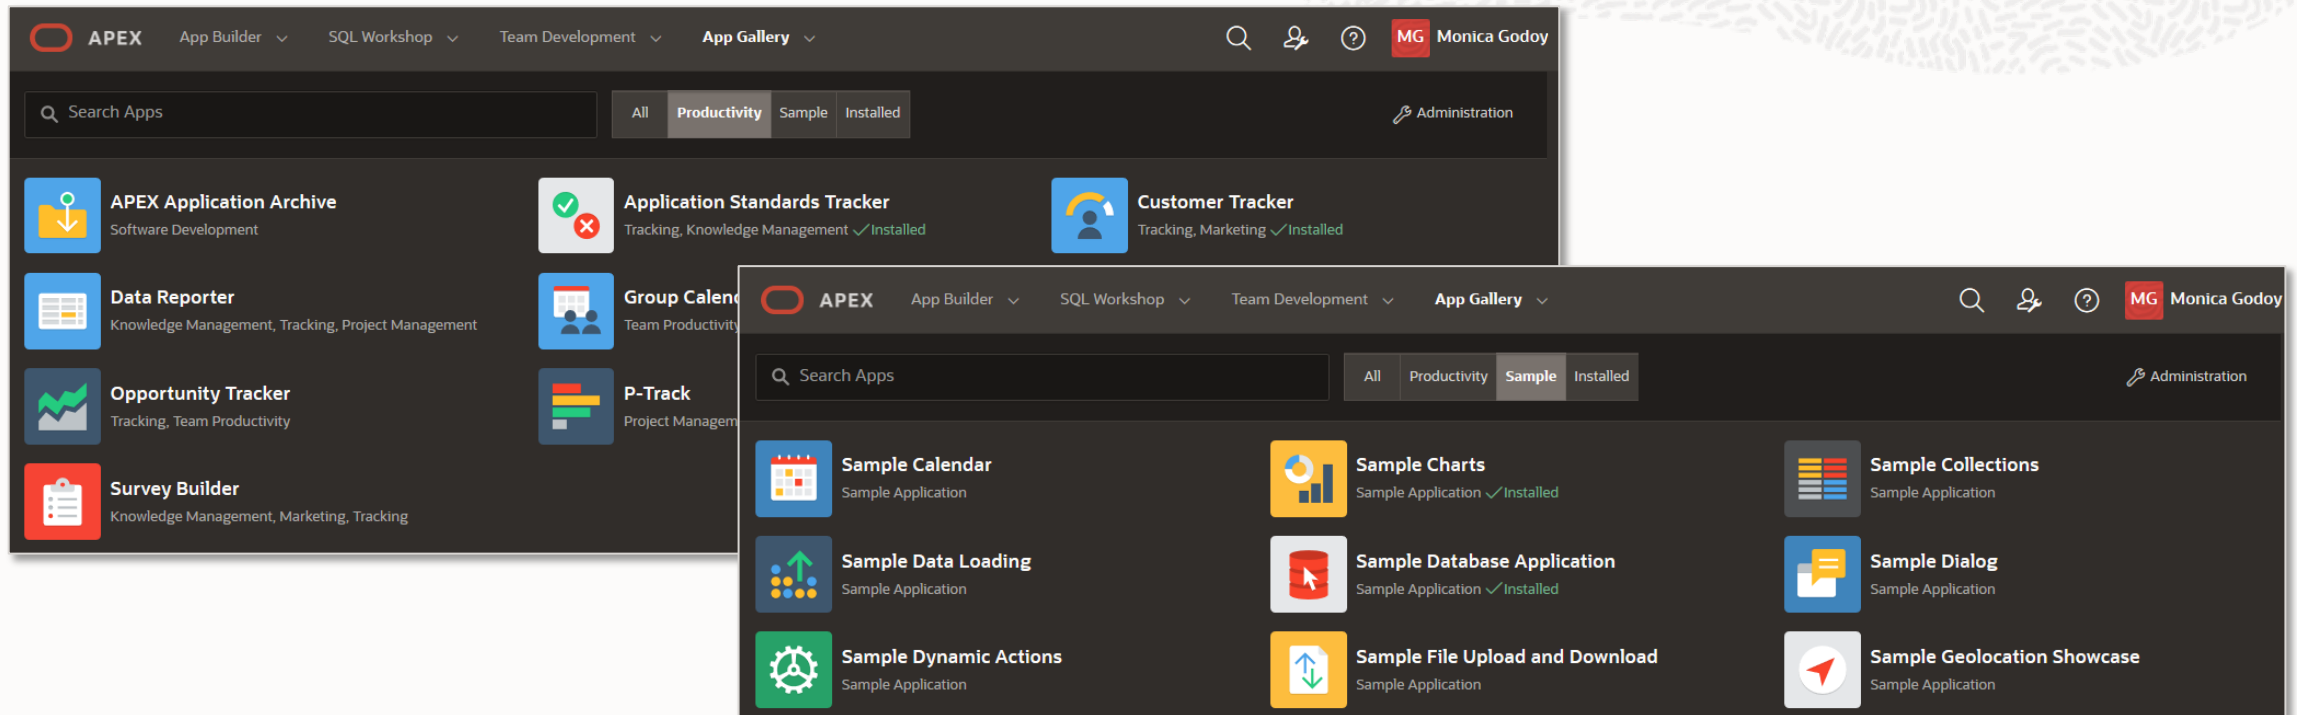 APEX App Builder SQL Workshop Team Development App Gallery MG Monica Godoy
Search Apps All Productivity Sample Installed Administration
APEX Application Archive
Software Development
Application Standards Tracker
Tracking, Knowledge Management Installed
Customer Tracker
Tracking, Marketing Installed
Data Reporter
Knowledge Management, Tracking, Project Management
Group Calen
Team Productivity
Opportunity Tracker
Tracking, Team Productivity
P-Track
Project Managem
Survey Builder
Knowledge Management, Marketing, Tracking
APEX App Builder SQL Workshop Team Development App Gallery MG Monica Godoy
Search Apps All Productivity Sample Installed Administration
Sample Calendar
Sample Application
Sample Charts
Sample Application Installed
Sample Collections
Sample Application
Sample Data Loading
Sample Application
Sample Database Application
Sample Application Installed
Sample Dialog
Sample Application
Sample Dynamic Actions
Sample Application
Sample File Upload and Download
Sample Application
Sample Geolocation Showcase
Sample Application